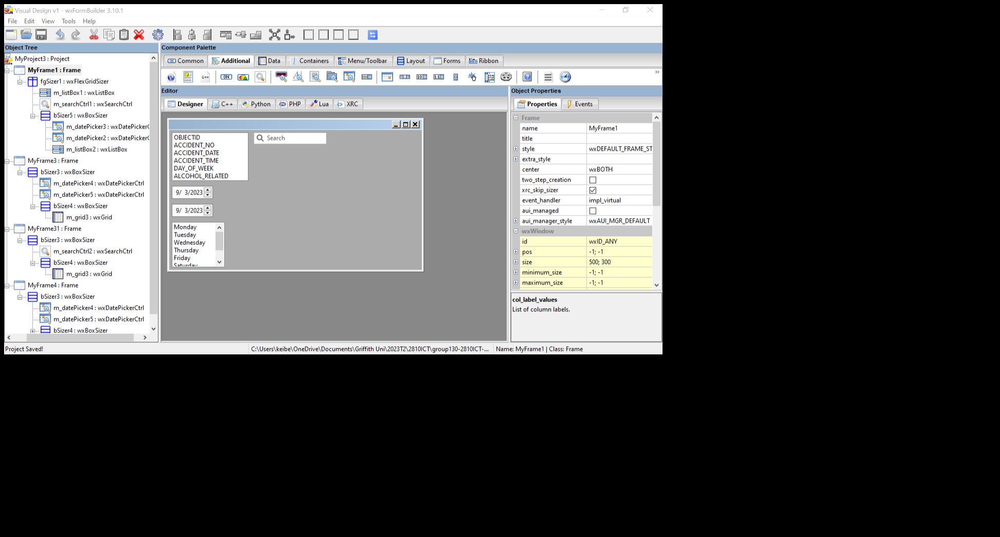 Visual Design v1 - wxFormBuilder 3.10.1
File Edit View Tools Help
Object Tree
MyProject3 : Project
MyFrame1 : Frame
fgSizer1 : wxFlexGridSizer
m_listBox1 : wxListBox
m_searchCtrl1 : wxSearchCtrl
bSizer5 : wxBoxSizer
m_datePicker3 : wxDatePickerC
m_datePicker2 : wxDatePickerC
m_listBox2 : wxListBox
MyFrame3 : Frame
bSizer3 : wxBoxSizer
m_datePicker4 : wxDatePickerCtrl
m_datePicker5 : wxDatePickerCtrl
bSizer4 : wxBoxSizer
m_grid3 : wxGrid
MyFrame31 : Frame
bSizer3 : wxBoxSizer
m_searchCtrl2 : wxSearchCtrl
bSizer4 : wxBoxSizer
m_grid3 : wxGrid
MyFrame4 : Frame
bSizer3 : wxBoxSizer
m_datePicker4 : wxDatePickerCtrl
m_datePicker5 : wxDatePickerCtrl
bSizer4 : wxBoxSizer
Component Palette
Common Additional Data Containers Menu/Toolbar Layout Forms Ribbon
C++ ON
Editor
Designer C++ Python PHP Lua XRC
OBJECTID
ACCIDENT_NO
ACCIDENT_DATE
ACCIDENT_TIME
DAY_OF_WEEK
ALCOHOL_RELATED
Search
9/ 3/2023
9/ 3/2023
Monday
Tuesday
Wednesday
Thursday
Friday
Saturday
Object Properties
Properties Events
Frame
name MyFrame1
title
style wxDEFAULT_FRAME_ST
extra_style
center wxBOTH
two_step_creation
xrc_skip_sizer
event_handler impl_virtual
aui_managed
aui_manager_style wxAUI_MGR_DEFAULT
wxWindow
id wxID_ANY
pos -1; -1
size 500; 300
minimum_size -1; -1
maximum_size -1; -1
col_label_values
List of column labels.
Project Saved!
C:\Users\keibe\OneDrive\Documents\Griffith Uni\2023T2\2810ICT\group130-2810ICT-...
Name: MyFrame1 | Class: Frame